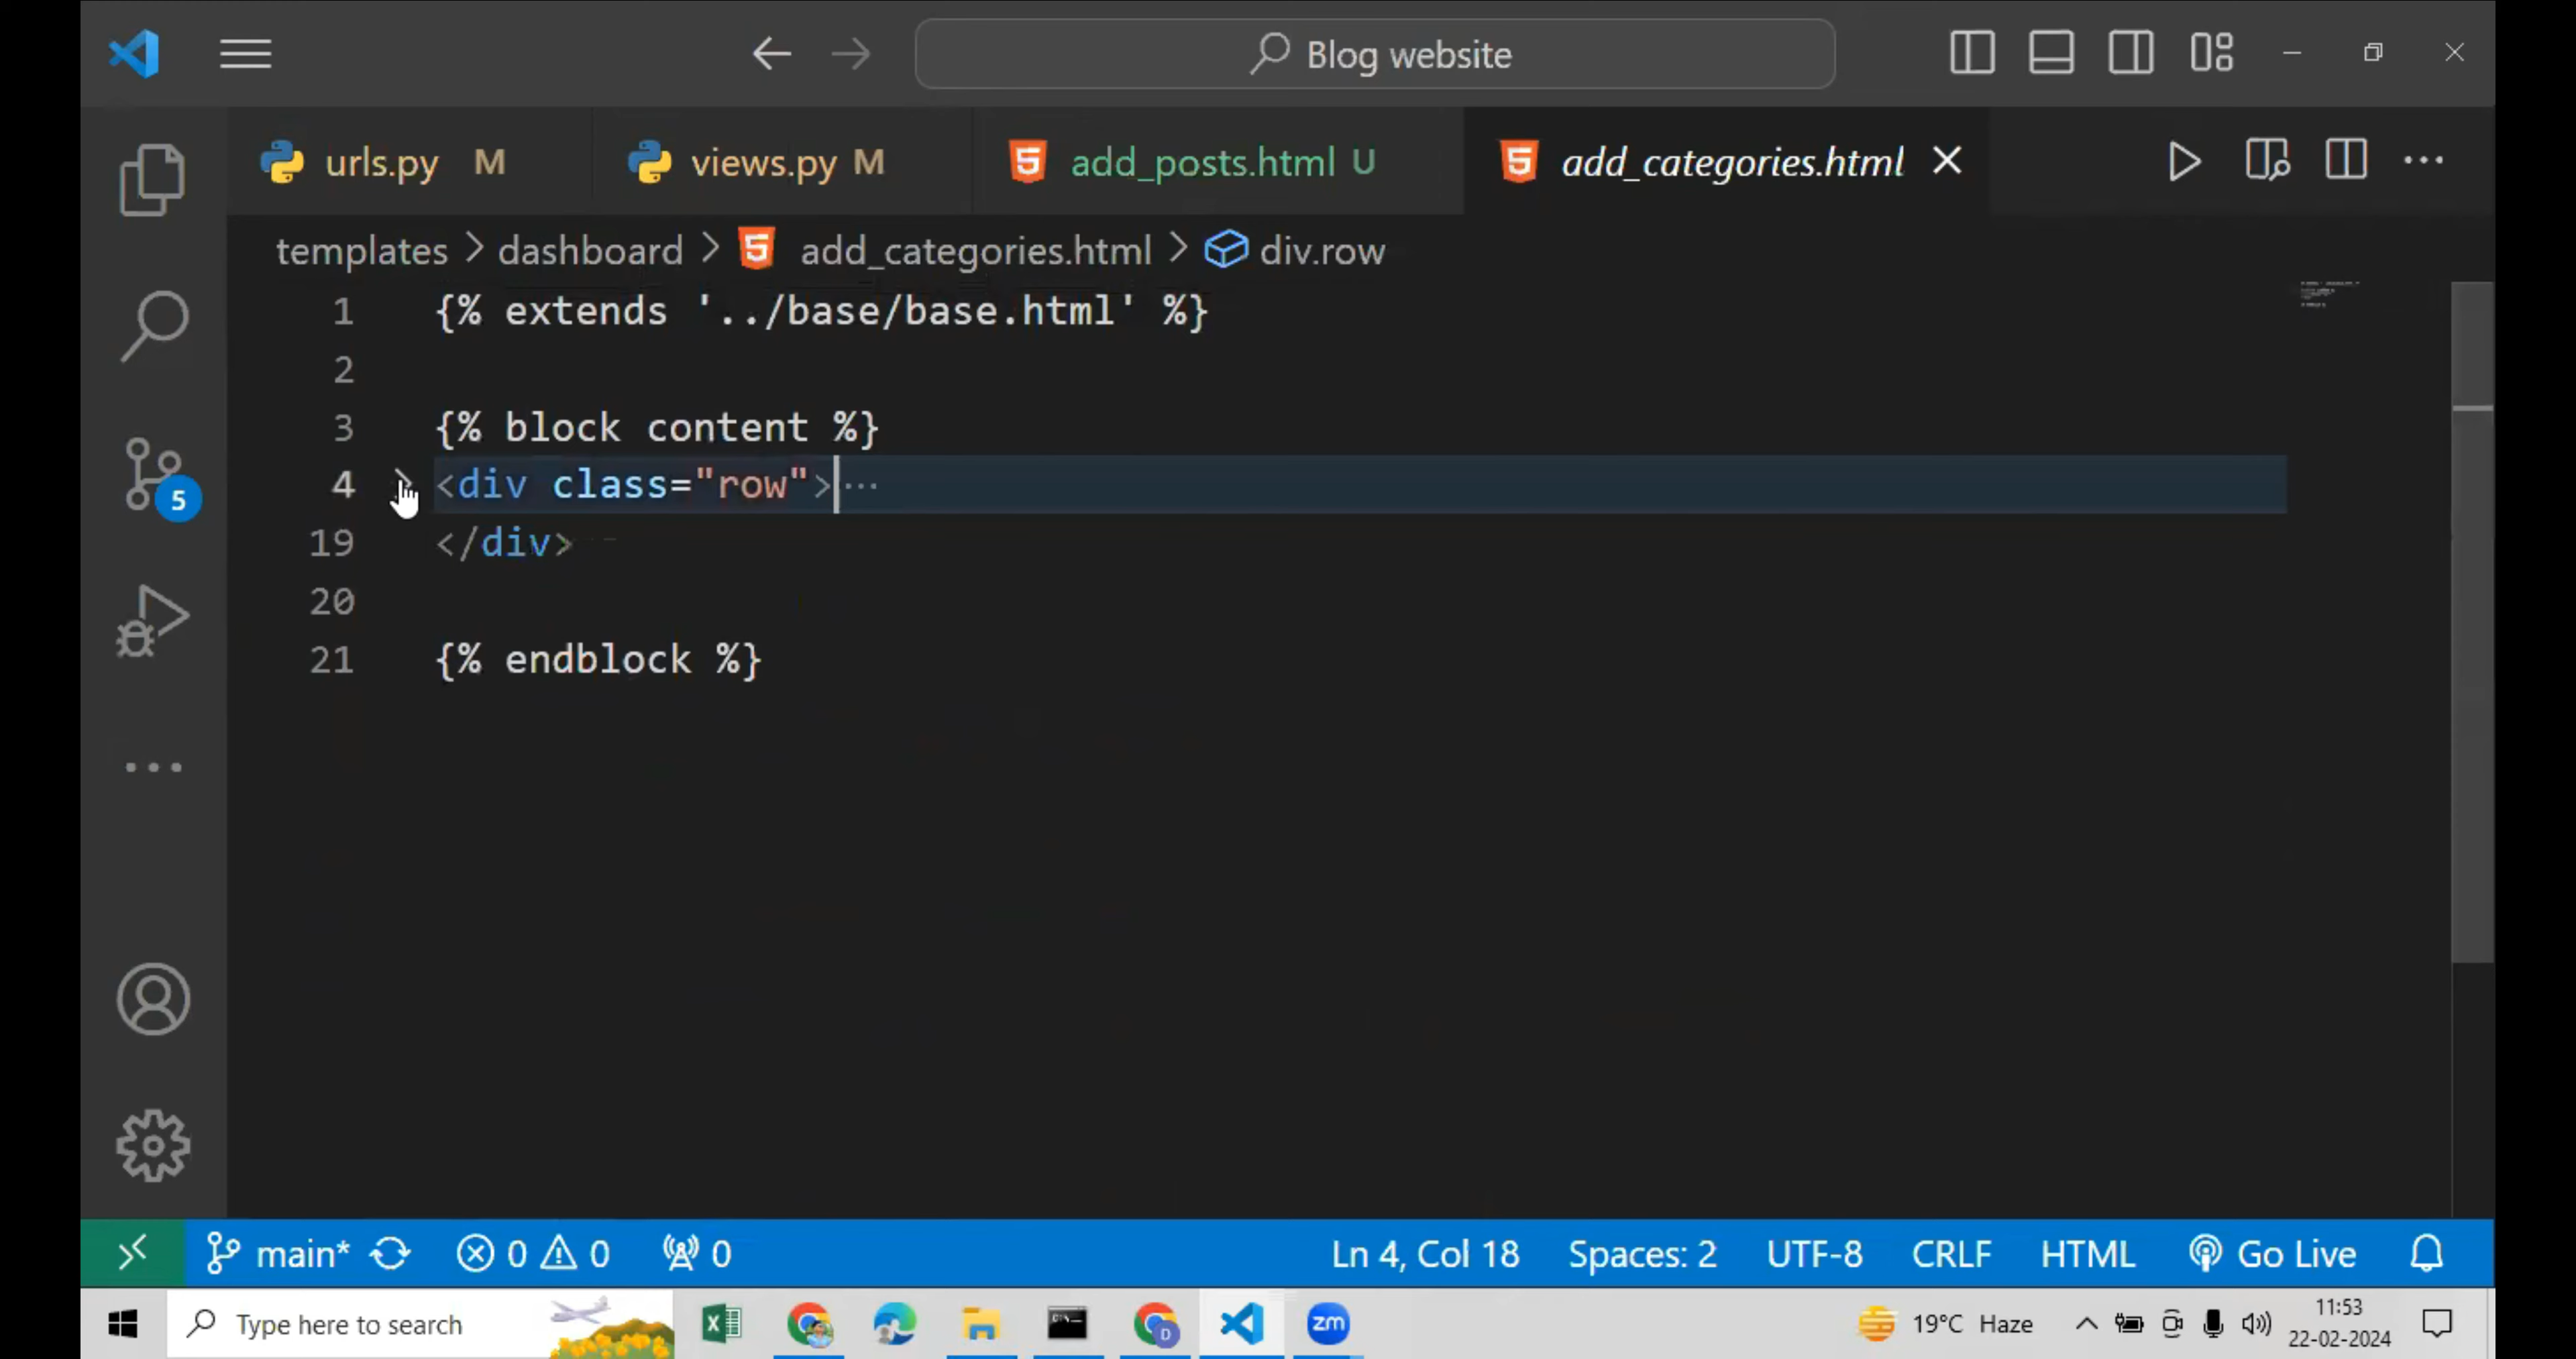 Blog website
urls.py M
views.py M
add_posts.html U
add_categories.html
templates > dashboard > add_categories.html > div.row
1 {% extends '../base/base.html' %}
2
3 {% block content %}
4 <div class="row">···
19 </div>
20
21 {% endblock %}
5
main* 0 0 0 Ln 4, Col 18 Spaces: 2 UTF-8 CRLF HTML Go Live
Type here to search
zm
D
19°C Haze
11:53
22-02-2024